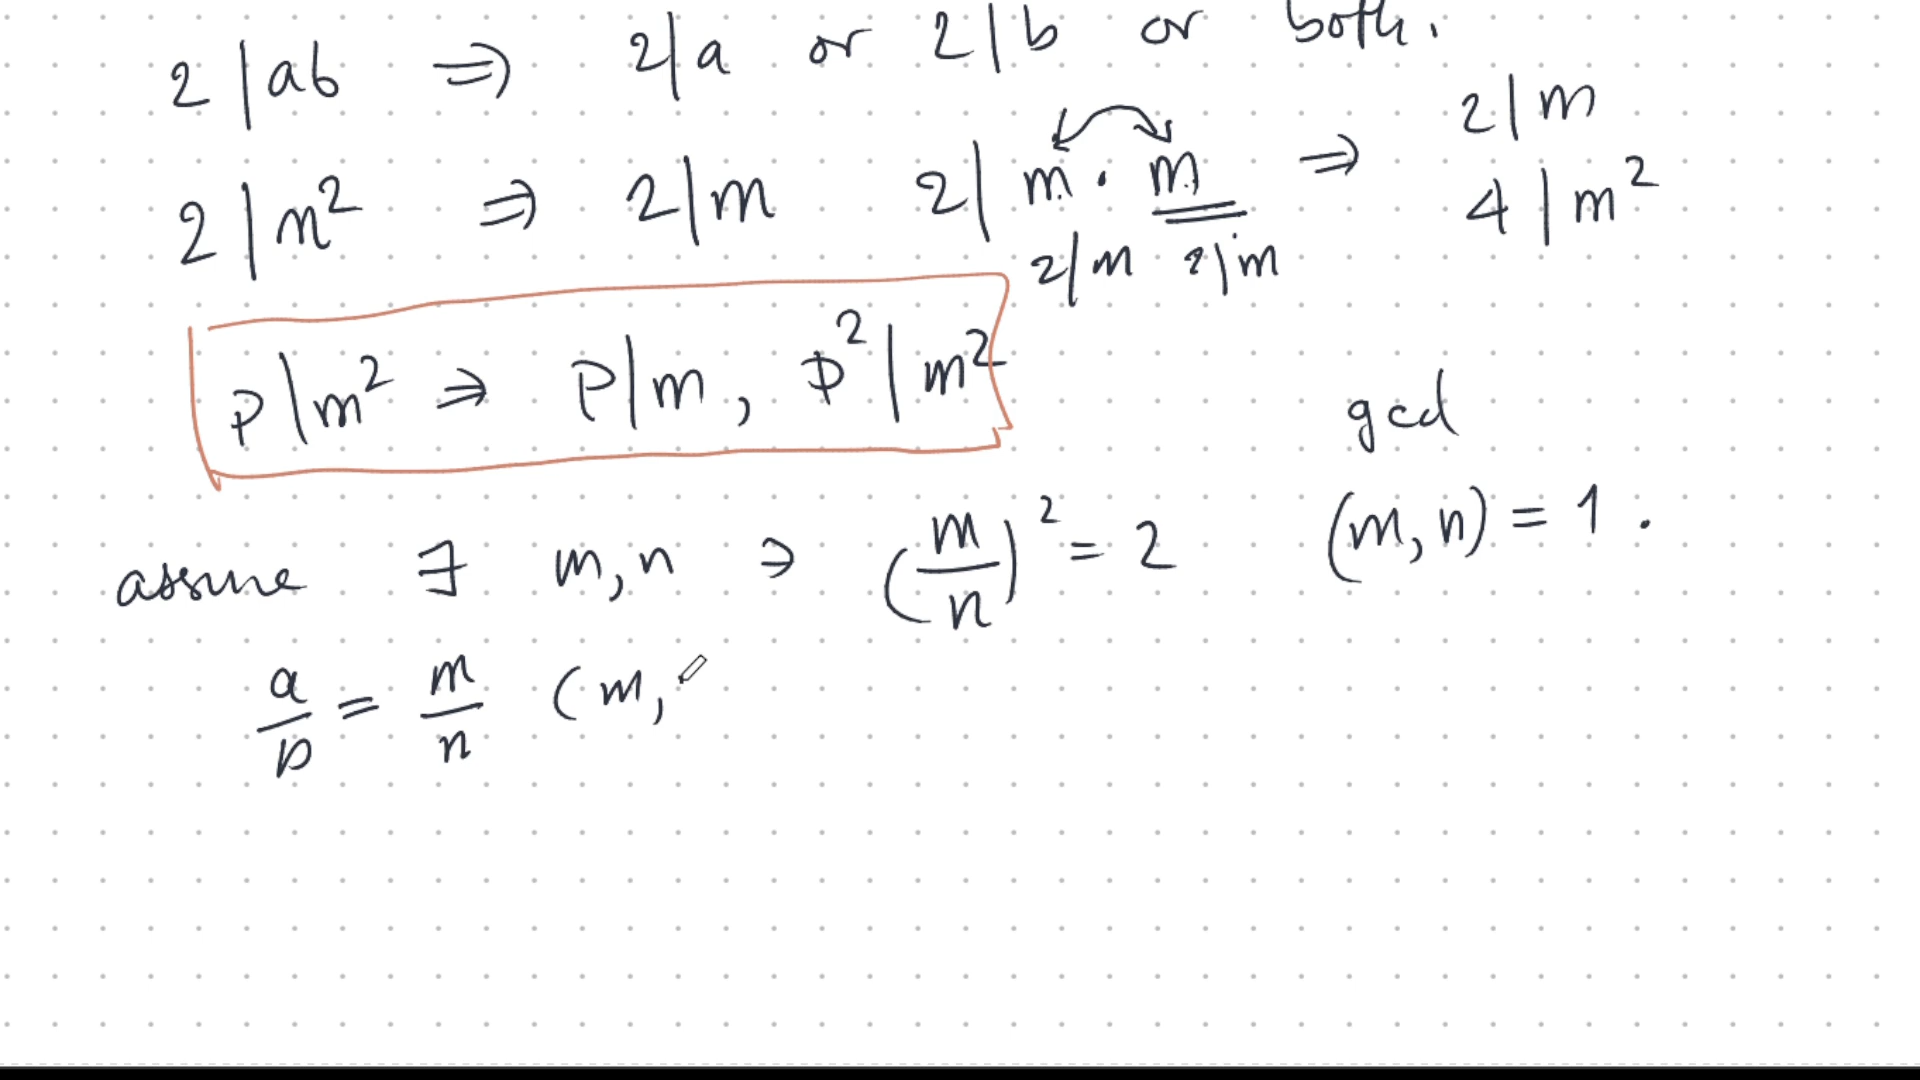 2 | ab ⇒ 2 | a or 2 | b or both.
2 | m² ⇒ 2 | m 2 | m · m ⇒ 2 | m
4 | m²
2 | m 2 | m
p | m² ⇒ p | m , p² | m²
gcd
assume ∃ m, n ∋ (m/n)² = 2 (m, n) = 1 .
a/b = m/n (m,